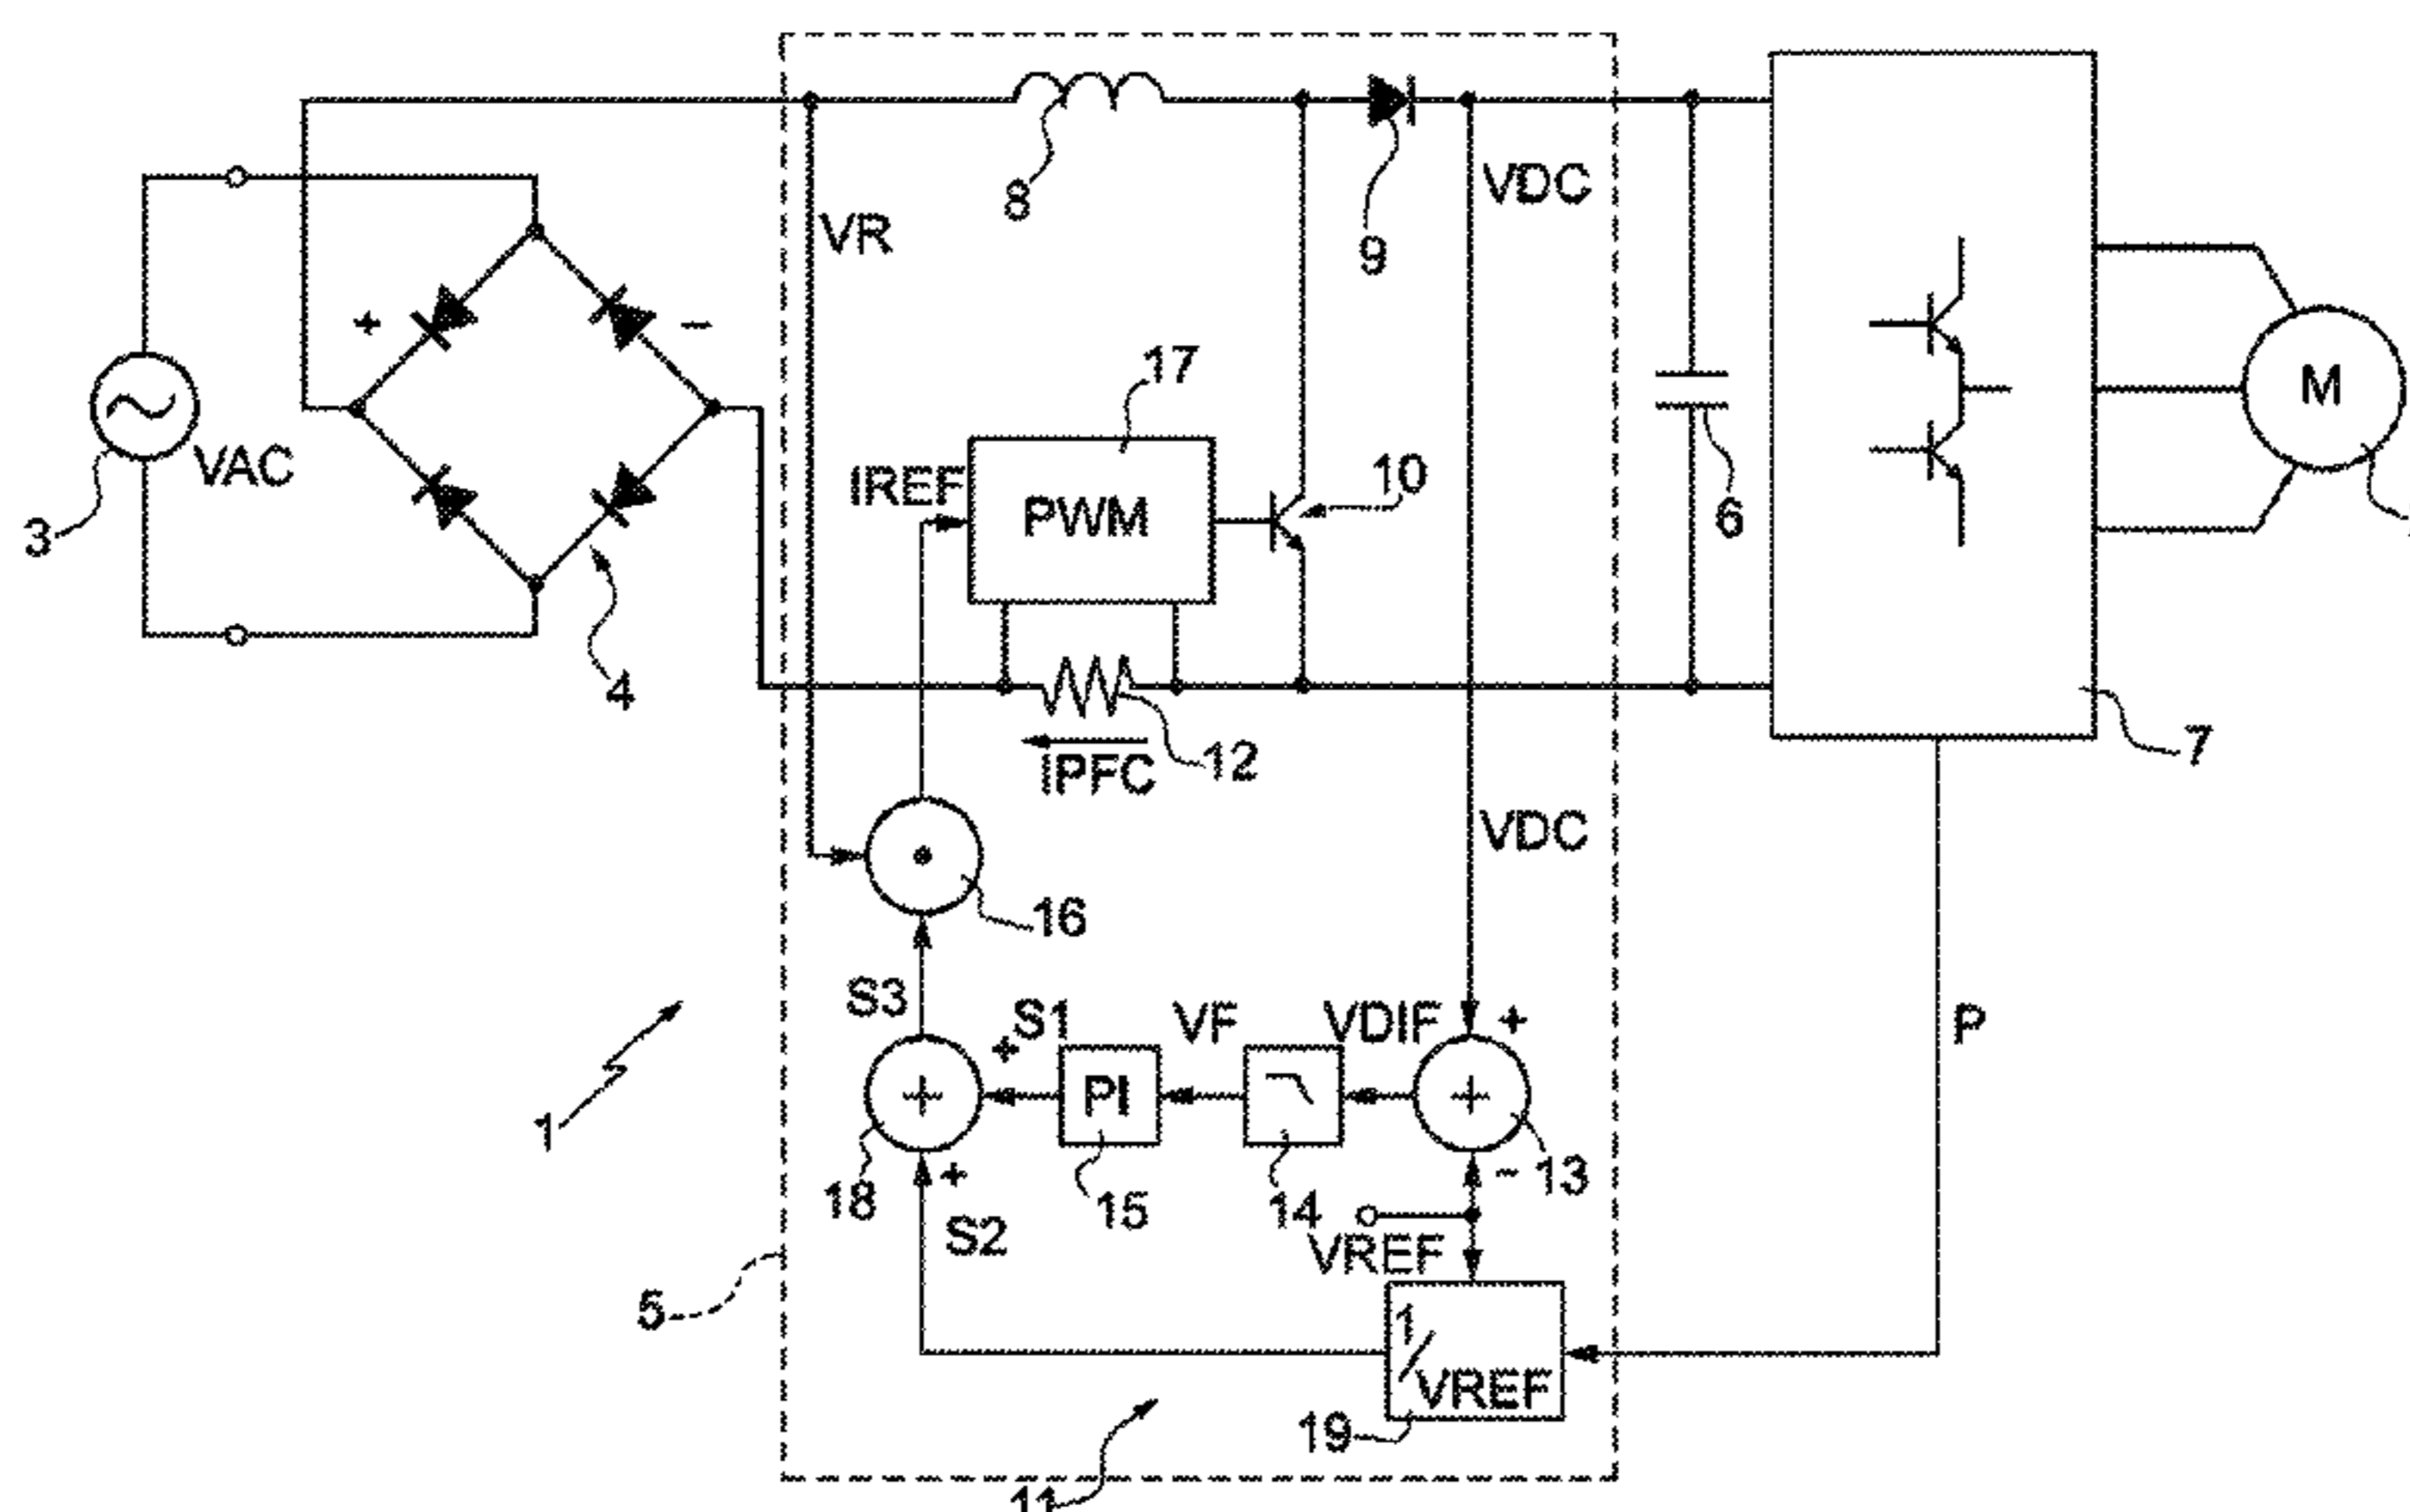 8
9
VDC
VR
+
-
17
M
3
VAC
IREF
PWM
10
6
4
IPFC
12
7
VDC
16
S3
+
S1
VF
VDIF
+
P
1
+
PI
+
18
+
15
14
-
13
S2
VREF
5
1/VREF
19
11